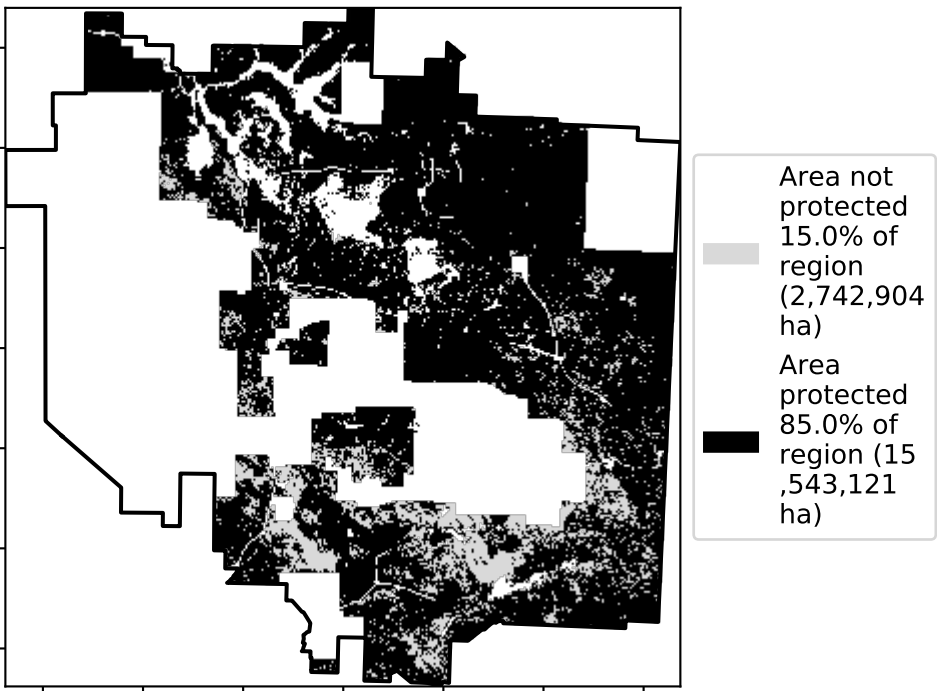 Area not
protected
15.0% of
region
(2,742,904
ha)
Area
protected
85.0% of
region (15
,543,121
ha)